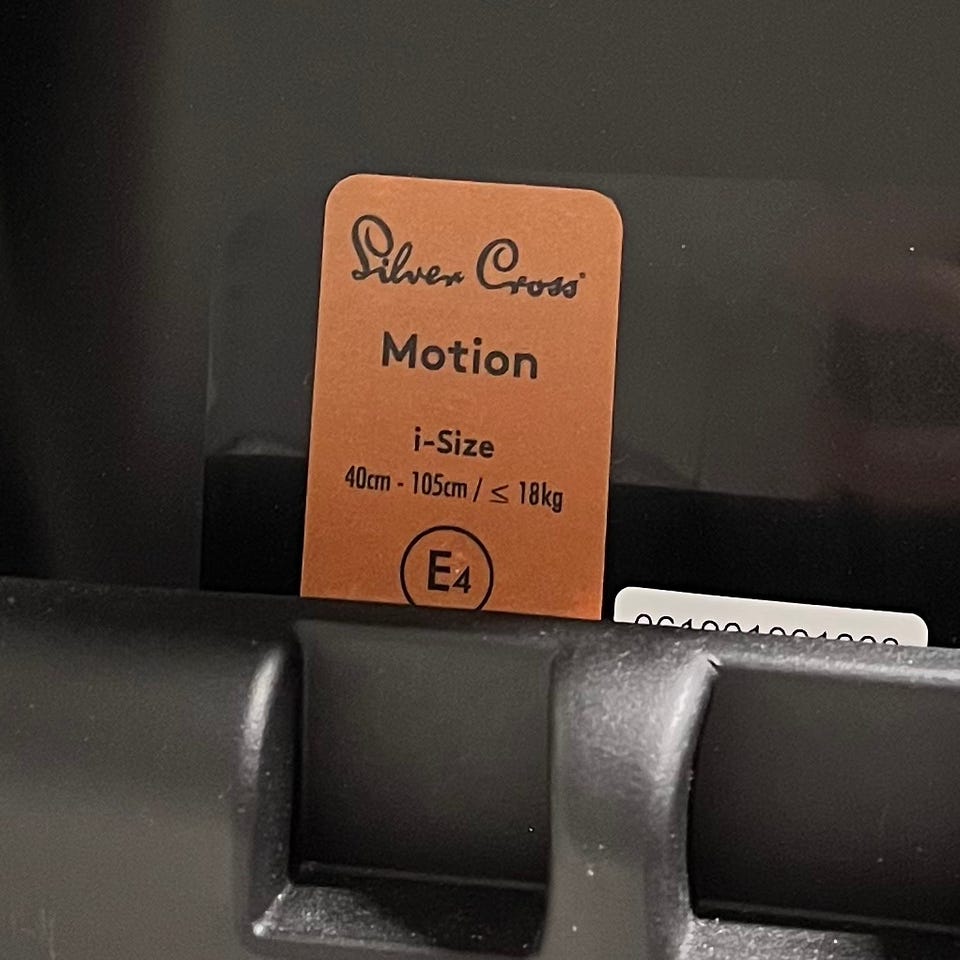 Silver Cross
Motion
i-Size
40cm - 105cm / ≤ 18kg
E4